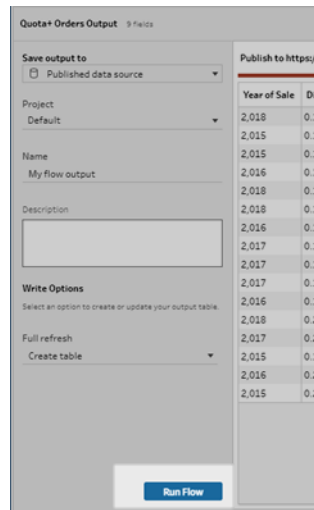 Quota+ Orders Output 9 fields
Save output to
Published data source
Project
Default
Name
My flow output
Description
Write Options
Select an option to create or update your output table.
Full refresh
Create table
Run Flow
Publish to https:/
Year of Sale
2,018
2,015
2,015
2,016
2,018
2,018
2,016
2,017
2,017
2,017
2,016
2,018
2,017
2,015
2,016
2,015